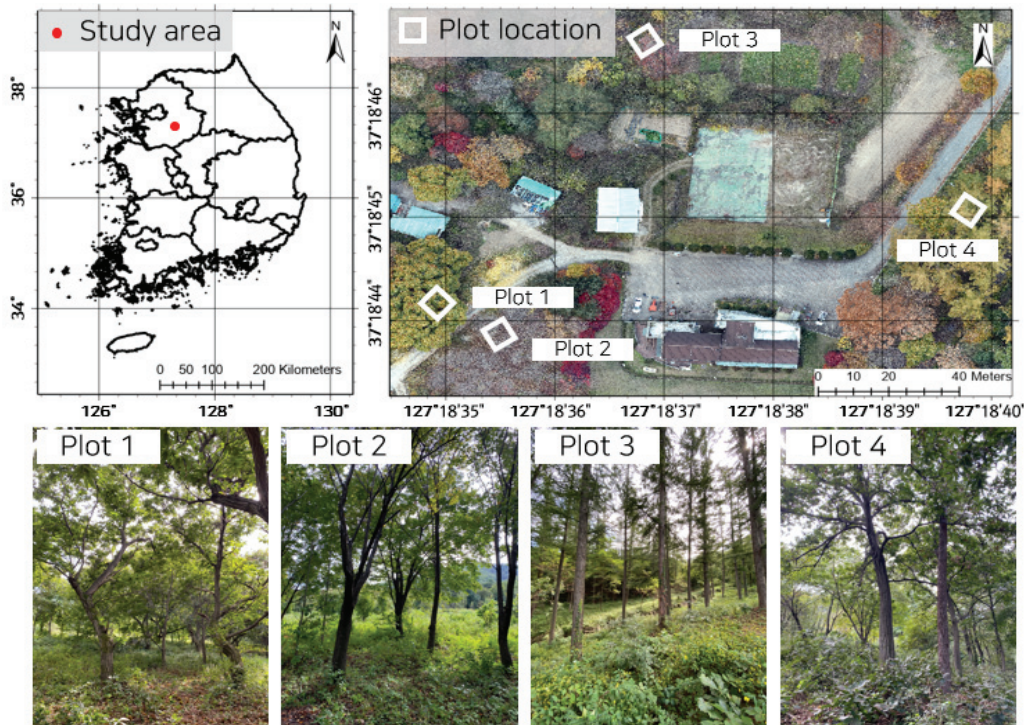 Study area
N
38°
36°
34°
0 50 100 200 Kilometers
126° 128° 130°
Plot location
N
Plot 3
37°18'46"
37°18'45"
37°18'44"
Plot 4
Plot 1
Plot 2
0 10 20 40 Meters
127°18'35" 127°18'36" 127°18'37" 127°18'38" 127°18'39" 127°18'40"
Plot 1
Plot 2
Plot 3
Plot 4